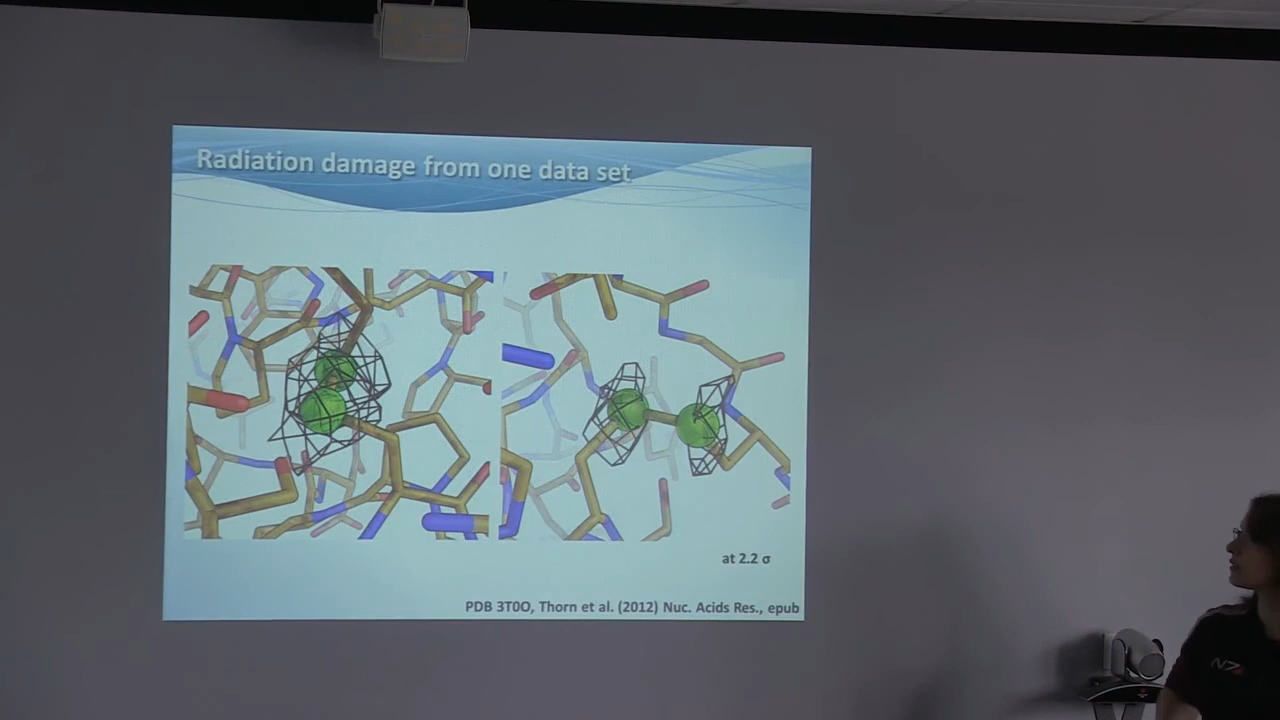 Radiation damage from one data set
at 2.2 σ
PDB 3T0O, Thorn et al. (2012) Nuc. Acids Res., epub
N7